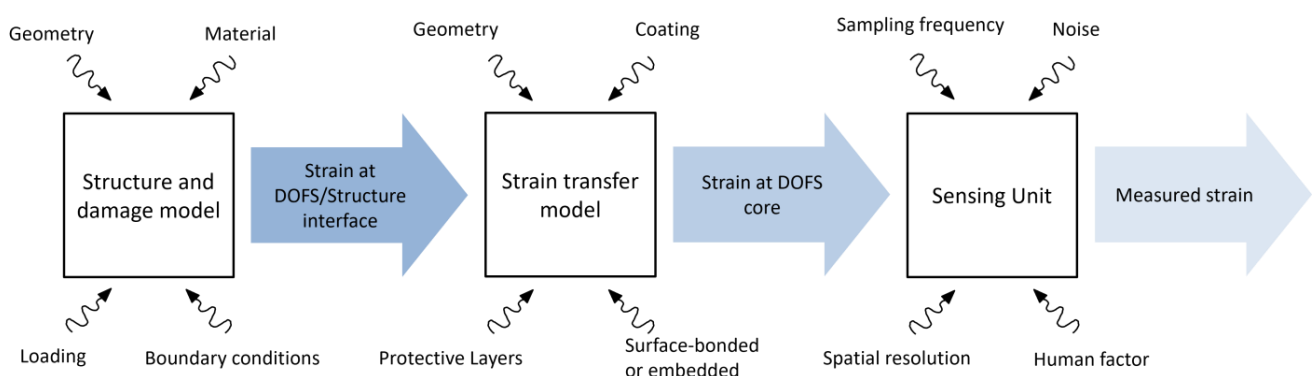 Geometry
Material
Geometry
Coating
Sampling frequency
Noise
Structure and
damage model
Strain at
DOFS/Structure
interface
Strain transfer
model
Strain at DOFS
core
Sensing Unit
Measured strain
Loading
Boundary conditions
Protective Layers
Surface-bonded
or embedded
Spatial resolution
Human factor